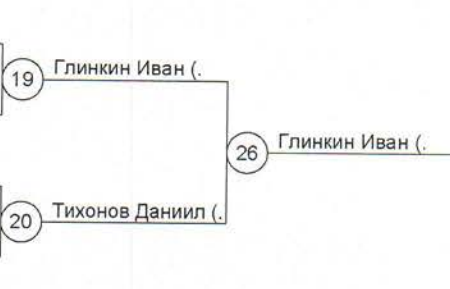 19 Глинкин Иван (.
26 Глинкин Иван (.
20 Тихонов Даниил (.